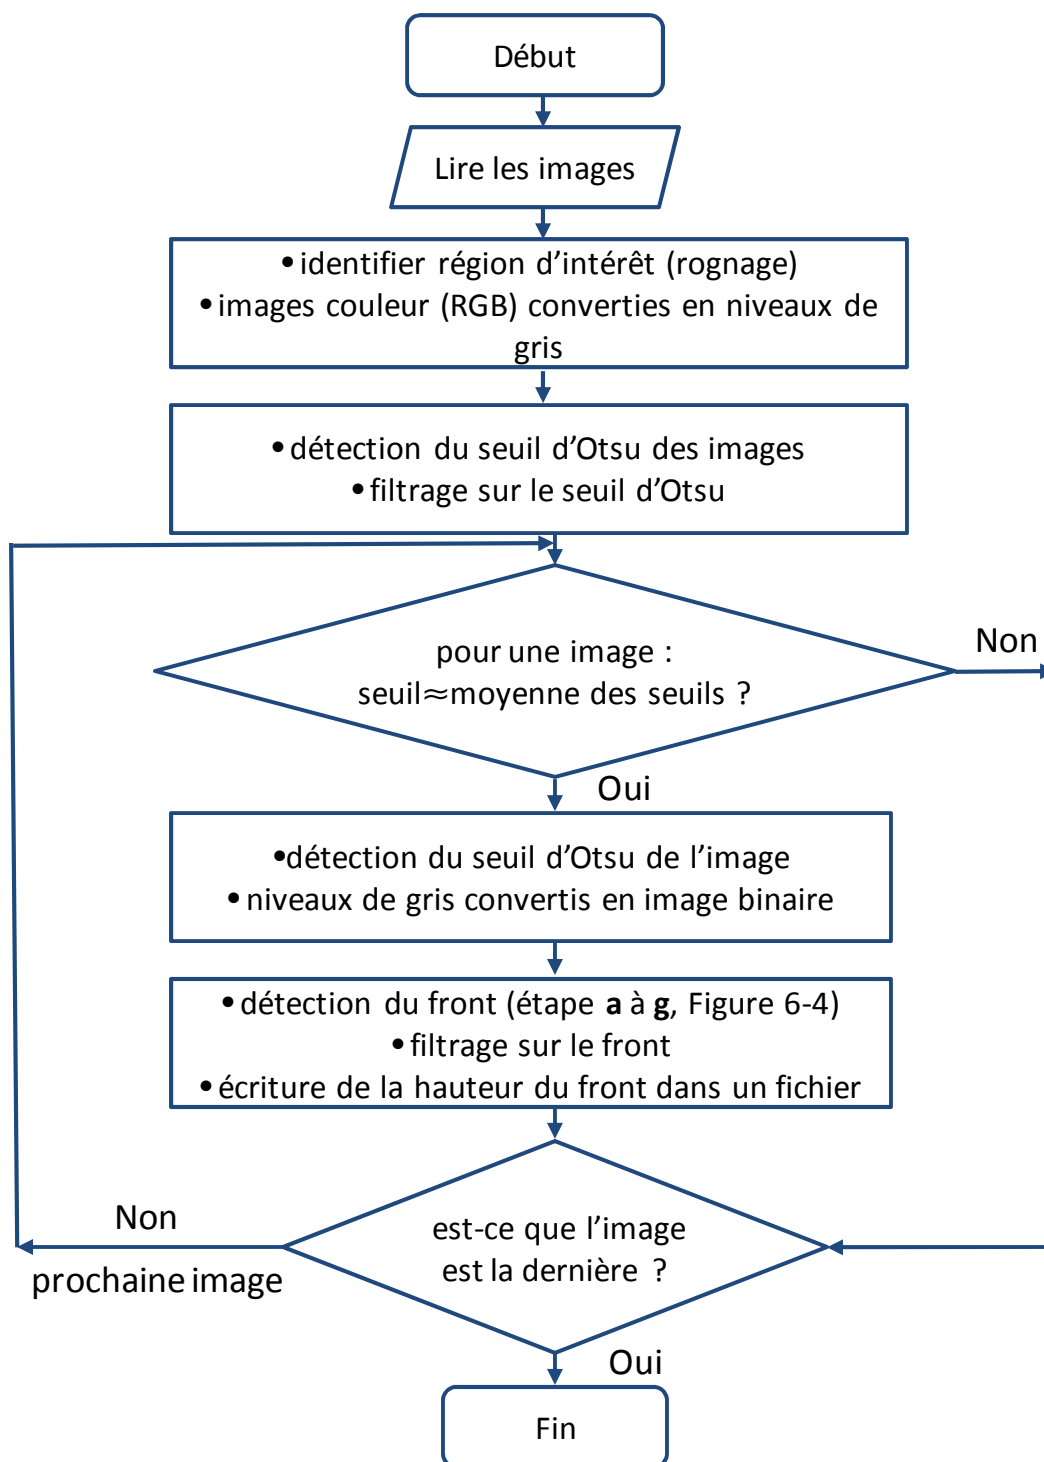 Début
Lire les images
•identifier région d’intérêt (rognage)
•images couleur (RGB) converties en niveaux de
gris
•détection du seuil d’Otsu des images
•filtrage sur le seuil d’Otsu
pour une image :
seuil≈moyenne des seuils ?
Non
Oui
•détection du seuil d’Otsu de l’image
•niveaux de gris convertis en image binaire
•détection du front (étape a à g, Figure 6-4)
•filtrage sur le front
•écriture de la hauteur du front dans un fichier
Non
prochaine image
est-ce que l’image
est la dernière ?
Oui
Fin